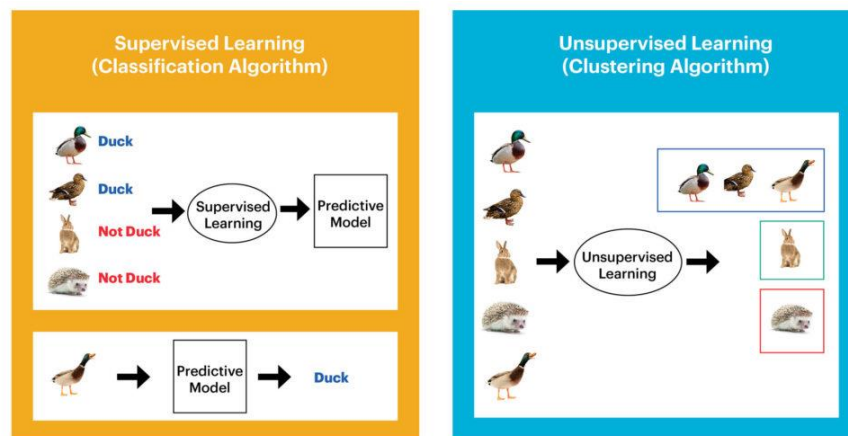 Supervised Learning
(Classification Algorithm)
Duck
Duck
Not Duck
Not Duck
Supervised
Learning
Predictive
Model
Predictive
Model
Duck
Unsupervised Learning
(Clustering Algorithm)
Unsupervised
Learning